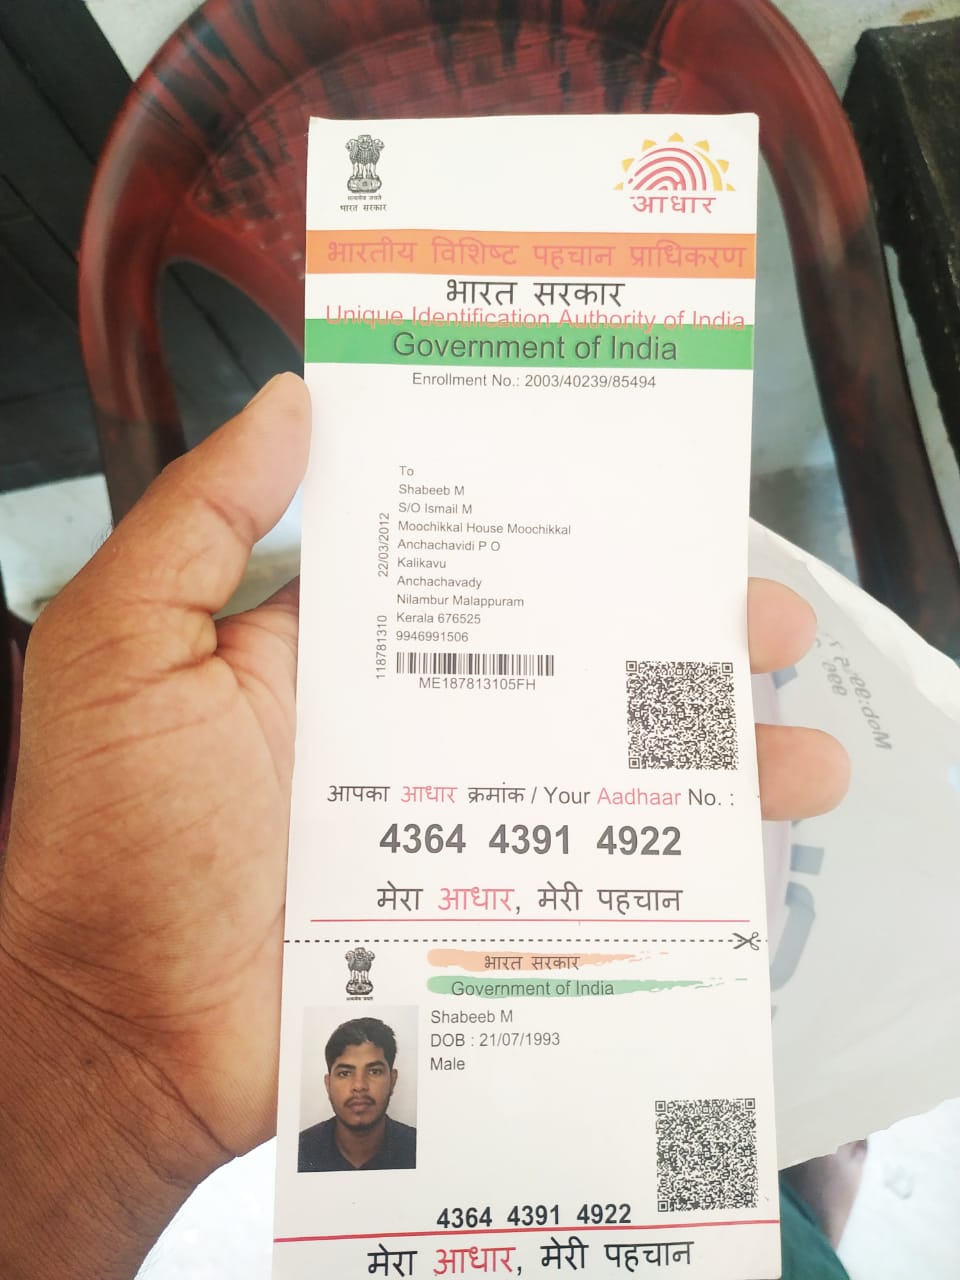 सत्यमेव जयते
भारत सरकार
आधार
भारतीय विशिष्ट पहचान प्राधिकरण
भारत सरकार
Unique Identification Authority of India
Government of India
Enrollment No.: 2003/40239/85494
To
Shabeeb M
S/O Ismail M
Moochikkal House Moochikkal
Anchachavidi P O
Kalikavu
Anchachavady
Nilambur Malappuram
Kerala 676525
9946991506
22/03/2012
118781310
ME187813105FH
आपका आधार क्रमांक / Your Aadhaar No. :
4364 4391 4922
मेरा आधार, मेरी पहचान
भारत सरकार
Government of India
सत्यमेव जयते
Shabeeb M
DOB : 21/07/1993
Male
4364 4391 4922
मेरा आधार, मेरी पहचान